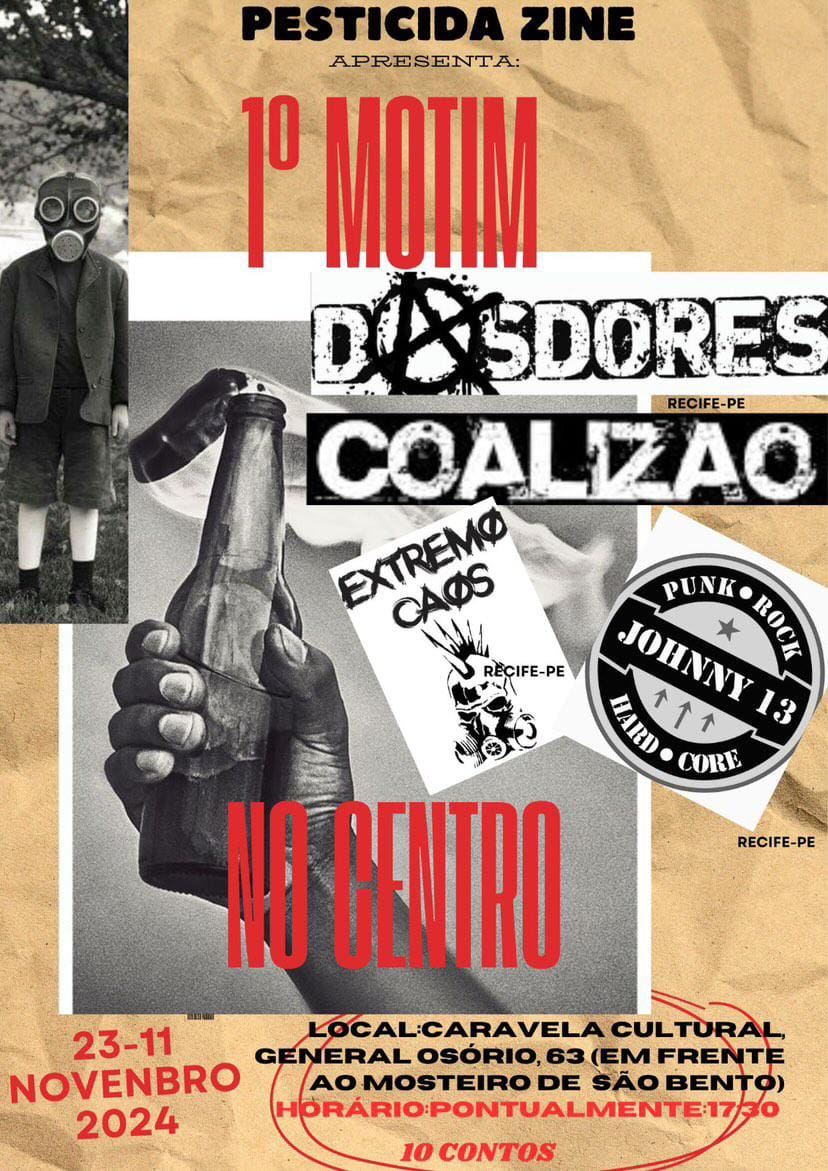 PESTICIDA ZINE
APRESENTA:
1º MOTIM
DASDORES
RECIFE-PE
COALIZAO
EXTREMO
CAOS
RECIFE-PE
PUNK • ROCK
JOHNNY 13
HARD • CORE
RECIFE-PE
NO CENTRO
23-11
NOVENBRO
2024
LOCAL:CARAVELA CULTURAL,
GENERAL OSÓRIO, 63 (EM FRENTE
AO MOSTEIRO DE SÃO BENTO)
HORÁRIO:PONTUALMENTE:17:30
10 CONTOS